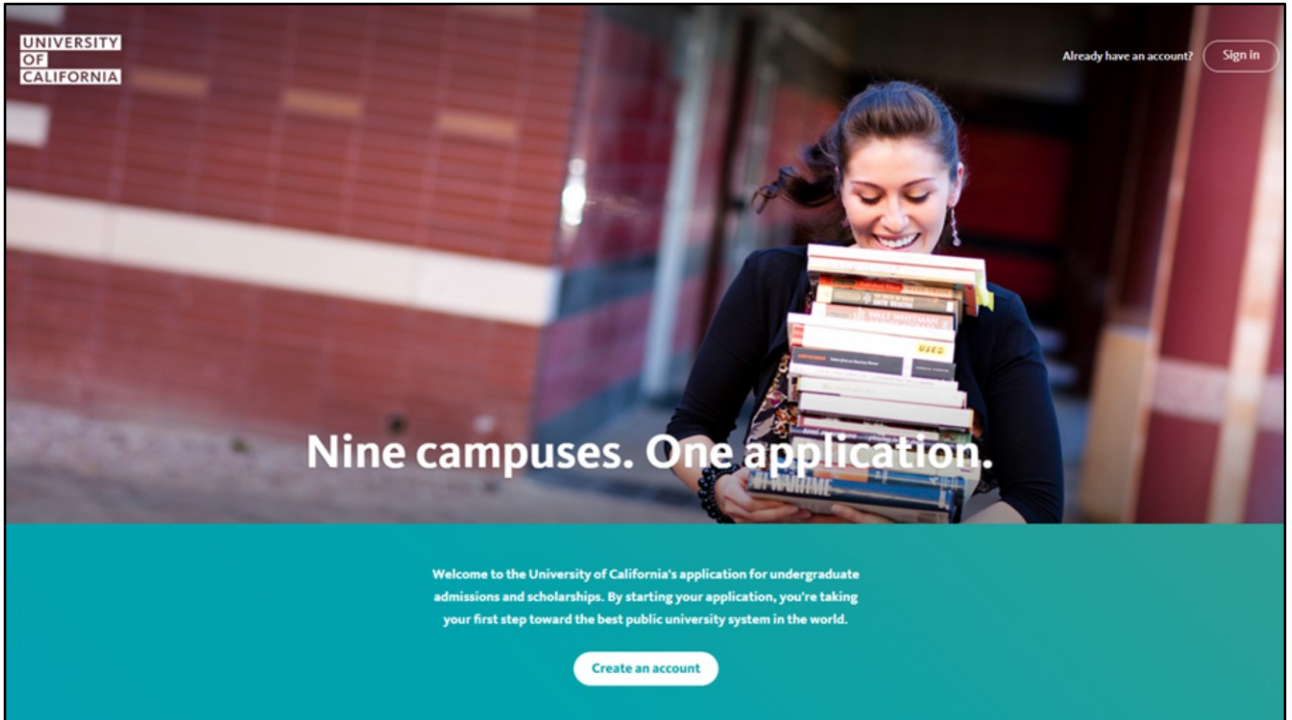 UNIVERSITY
OF
CALIFORNIA
Already have an account?
Sign in
USED
Nine campuses. One application.
Welcome to the University of California's application for undergraduate
admissions and scholarships. By starting your application, you're taking
your first step toward the best public university system in the world.
Create an account